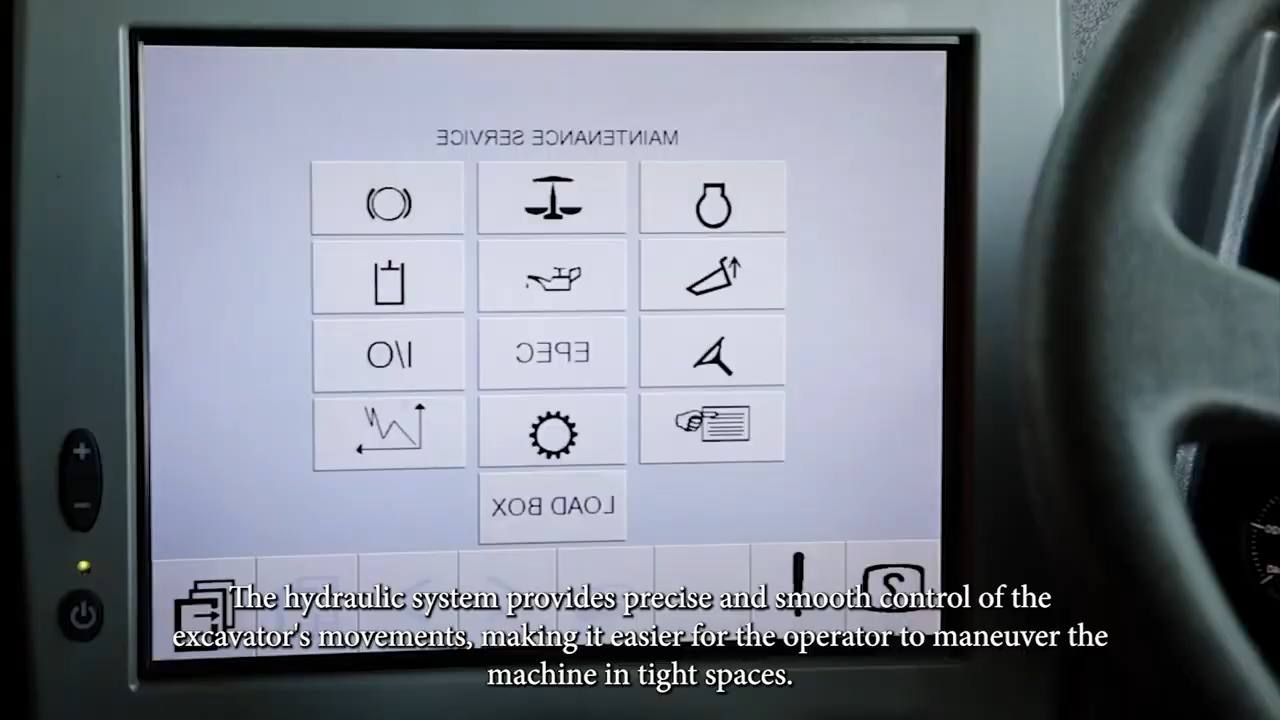 MAINTENANCE SERVICE
I/O
EPEC
LOAD BOX
The hydraulic system provides precise and smooth control of the
excavator's movements, making it easier for the operator to maneuver the
machine in tight spaces.